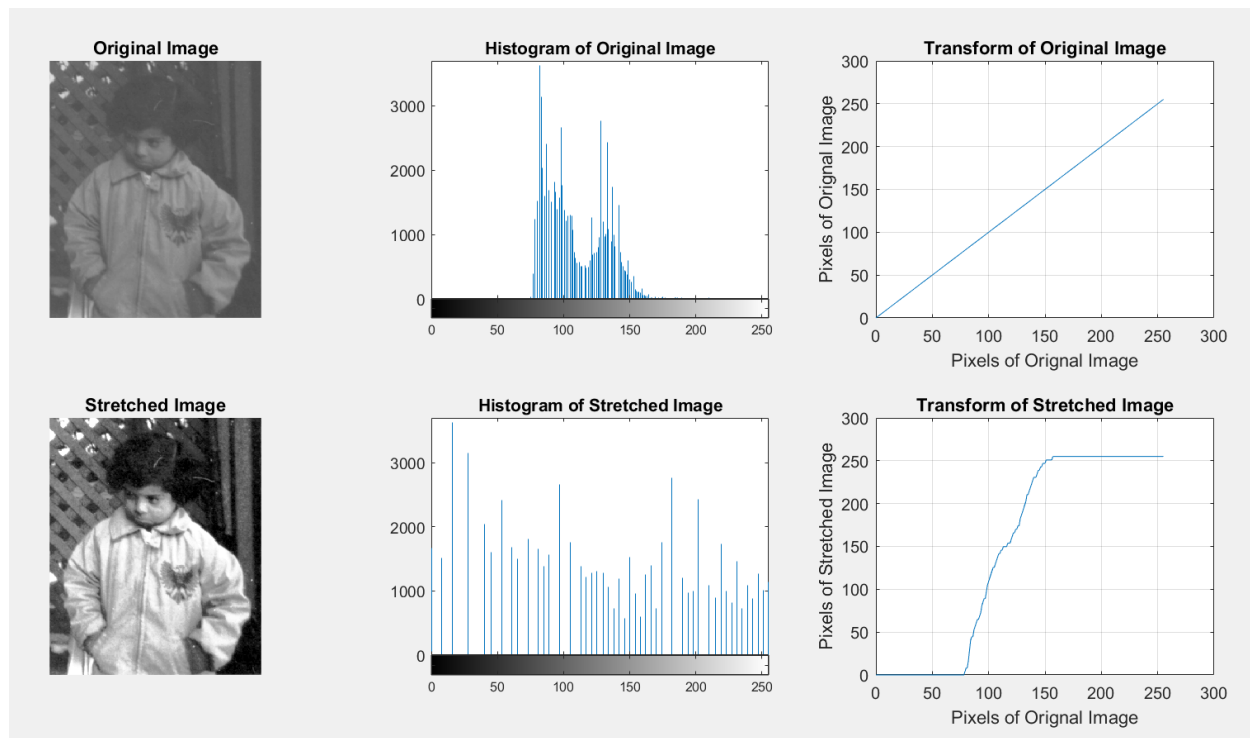 Original Image
Histogram of Original Image
Transform of Original Image
3000
2000
1000
0
0 50 100 150 200 250
Pixels of Orignal Image
300
250
200
150
100
50
0
0 50 100 150 200 250 300
Pixels of Orignal Image
Stretched Image
Histogram of Stretched Image
Transform of Stretched Image
3000
2000
1000
0
0 50 100 150 200 250
Pixels of Stretched Image
300
250
200
150
100
50
0
0 50 100 150 200 250 300
Pixels of Orignal Image